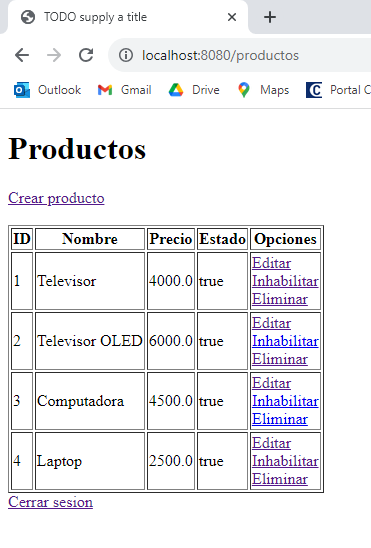 TODO supply a title
localhost:8080/productos
Outlook Gmail Drive Maps Portal C
Productos
Crear producto
ID Nombre Precio Estado Opciones
1 Televisor 4000.0 true Editar
Inhabilitar
Eliminar
2 Televisor OLED 6000.0 true Editar
Inhabilitar
Eliminar
3 Computadora 4500.0 true Editar
Inhabilitar
Eliminar
4 Laptop 2500.0 true Editar
Inhabilitar
Eliminar
Cerrar sesion